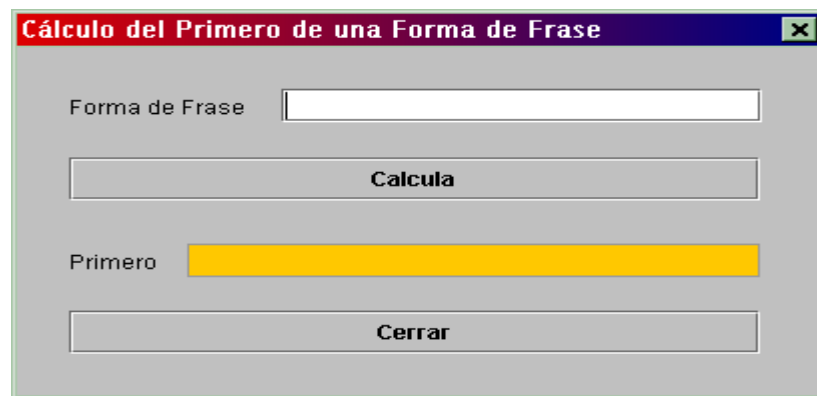 Cálculo del Primero de una Forma de Frase
Forma de Frase
Calcula
Primero
Cerrar